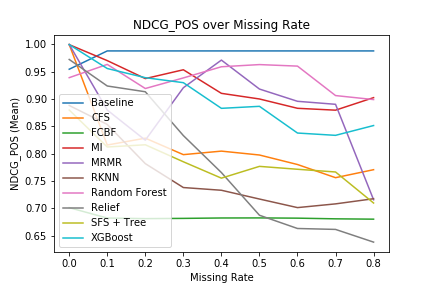 NDCG_POS over Missing Rate
NDCG_POS (Mean)
1.00
0.95
0.90
0.85
0.80
0.75
0.70
0.65
Baseline
CFS
FCBF
MI
MRMR
RKNN
Random Forest
Relief
SFS + Tree
XGBoost
0.0 0.1 0.2 0.3 0.4 0.5 0.6 0.7 0.8
Missing Rate